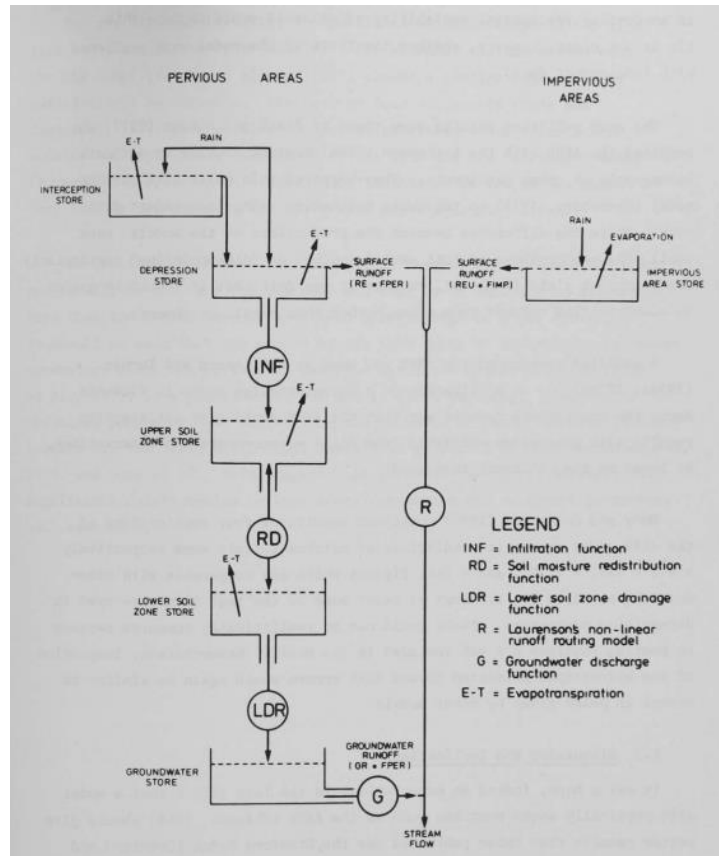 PERVIOUS AREAS
IMPERVIOUS
AREAS
E-T
RAIN
INTERCEPTION
STORE
E-T
RAIN
EVAPORATION
DEPRESSION
STORE
SURFACE
RUNOFF
(RE * FPER)
SURFACE
RUNOFF
(REU * FIMP)
IMPERVIOUS
AREA STORE
INF
E-T
UPPER SOIL
ZONE STORE
R
RD
E-T
LOWER SOIL
ZONE STORE
LEGEND
INF = Infiltration function
RD = Soil moisture redistribution
function
LDR = Lower soil zone drainage
function
R = Laurenson's non-linear
runoff routing model
G = Groundwater discharge
function
E-T = Evapotranspiration
LDR
GROUNDWATER
STORE
GROUNDWATER
RUNOFF
(GR * FPER)
G
STREAM
FLOW